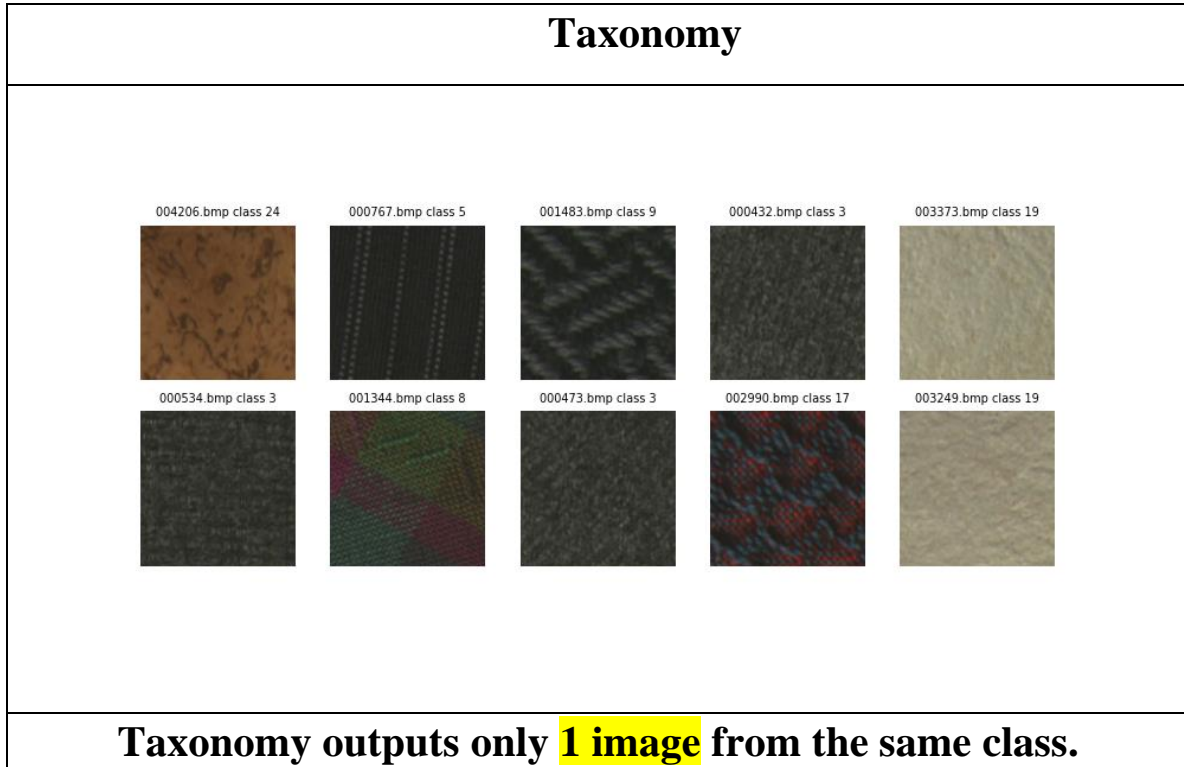 Taxonomy
004206.bmp class 24 000767.bmp class 5 001483.bmp class 9 000432.bmp class 3 003373.bmp class 19
000534.bmp class 3 001344.bmp class 8 000473.bmp class 3 002990.bmp class 17 003249.bmp class 19
Taxonomy outputs only 1 image from the same class.